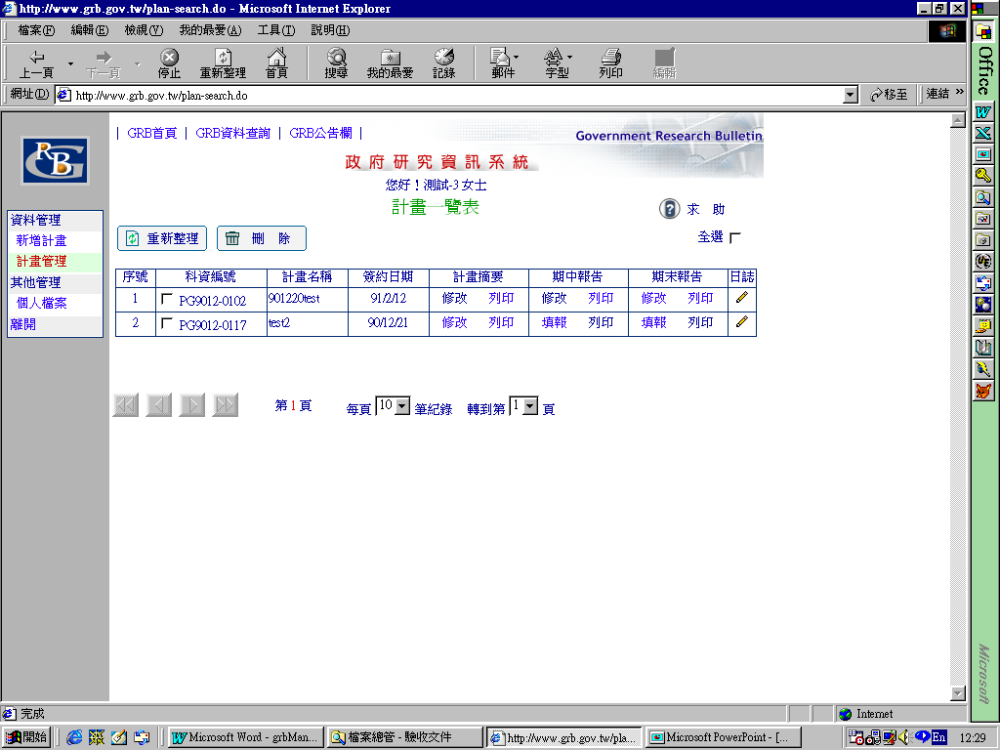 http://www.grb.gov.tw/plan-search.do - Microsoft Internet Explorer
檔案(F) 編輯(E) 檢視(V) 我的最愛(A) 工具(T) 說明(H)
上一頁 下一頁 停止 重新整理 首頁 搜尋 我的最愛 記錄 郵件 字型 列印 編輯
網址(D) http://www.grb.gov.tw/plan-search.do 移至 連結 »
Office
| GRB首頁 | GRB資料查詢 | GRB公告欄 |
Government Research Bulletin
RBG
政府研究資訊系統
您好！測試-3 女士
計畫一覽表
? 求 助
資料管理
新增計畫
計畫管理
其他管理
個人檔案
離開
重新整理 刪 除 全選
序號 科資編號 計畫名稱 簽約日期 計畫摘要 期中報告 期末報告 日誌
1 PG9012-0102 901220test 91/2/12 修改 列印 修改 列印 修改 列印
2 PG9012-0117 test2 90/12/21 修改 列印 填報 列印 填報 列印
第 1 頁 每頁 10 筆紀錄 轉到第 1 頁
Microsoft
完成 Internet
開始 Microsoft Word - grbMan... 檔案總管 - 驗收文件 http://www.grb.gov.tw/pla... Microsoft PowerPoint - [... En 12:29